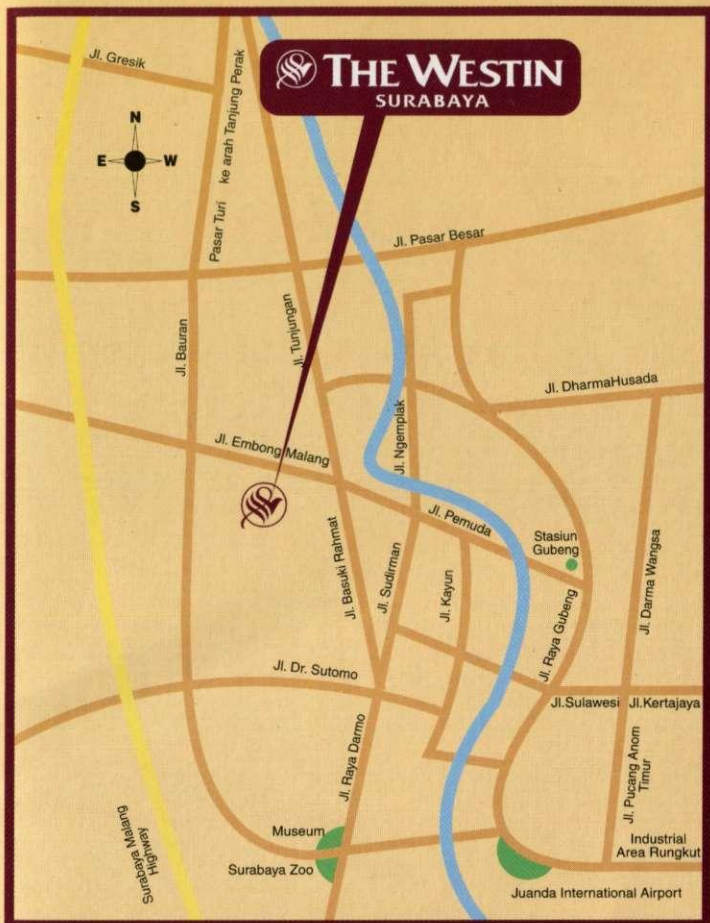 THE WESTIN
SURABAYA
Jl. Gresik
ke arah Tanjung Perak
Pasar Turi
N
E W
S
Jl. Pasar Besar
Jl. Bauran
Jl. Tunjungan
Jl. DharmaHusada
Jl. Ngemplak
Jl. Embong Malang
Jl. Pemuda
Stasiun
Gubeng
Jl. Basuki Rahmat
Jl. Sudirman
Jl. Kayun
Jl. Raya Gubeng
Jl. Darma Wangsa
Jl. Dr. Sutomo
Jl.Sulawesi
Jl.Kertajaya
Jl. Raya Darmo
Jl. Pucang Anom
Timur
Surabaya Malang
Highway
Museum
Surabaya Zoo
Industrial
Area Rungkut
Juanda International Airport